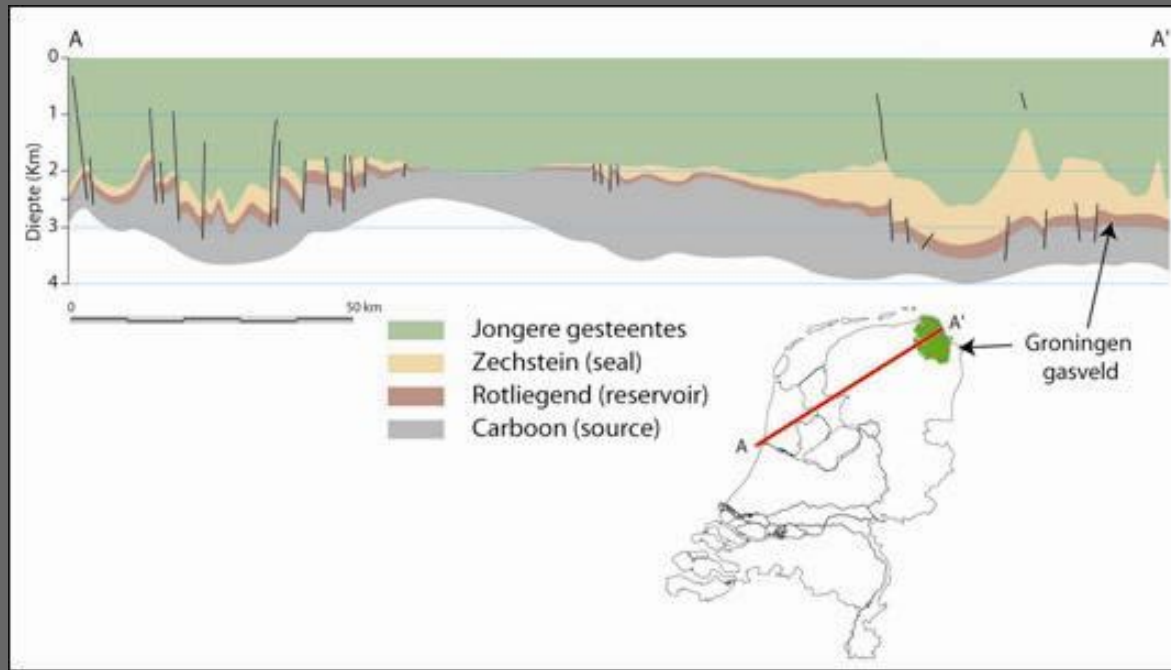 A
A'
0
1
2
3
4
Diepte (Km)
0
50 km
Jongere gesteentes
Zechstein (seal)
Rotliegend (reservoir)
Carboon (source)
A'
A
Groningen
gasveld